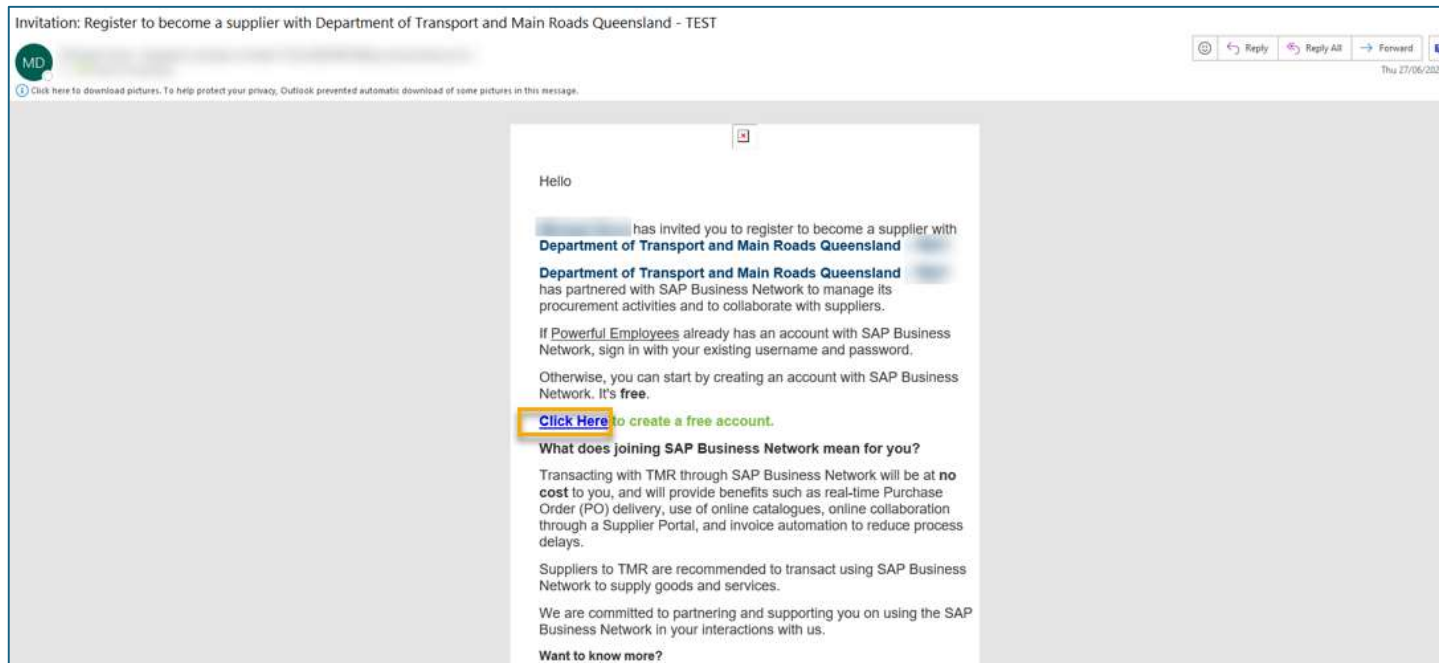 Invitation: Register to become a supplier with Department of Transport and Main Roads Queensland - TEST
MD
Reply
Reply All
Forward
Thu 27/06/202
Click here to download pictures. To help protect your privacy, Outlook prevented automatic download of some pictures in this message.
Hello
has invited you to register to become a supplier with
Department of Transport and Main Roads Queensland
Department of Transport and Main Roads Queensland
has partnered with SAP Business Network to manage its
procurement activities and to collaborate with suppliers.
If Powerful Employees already has an account with SAP Business
Network, sign in with your existing username and password.
Otherwise, you can start by creating an account with SAP Business
Network. It's free.
Click Here to create a free account.
What does joining SAP Business Network mean for you?
Transacting with TMR through SAP Business Network will be at no
cost to you, and will provide benefits such as real-time Purchase
Order (PO) delivery, use of online catalogues, online collaboration
through a Supplier Portal, and invoice automation to reduce process
delays.
Suppliers to TMR are recommended to transact using SAP Business
Network to supply goods and services.
We are committed to partnering and supporting you on using the SAP
Business Network in your interactions with us.
Want to know more?